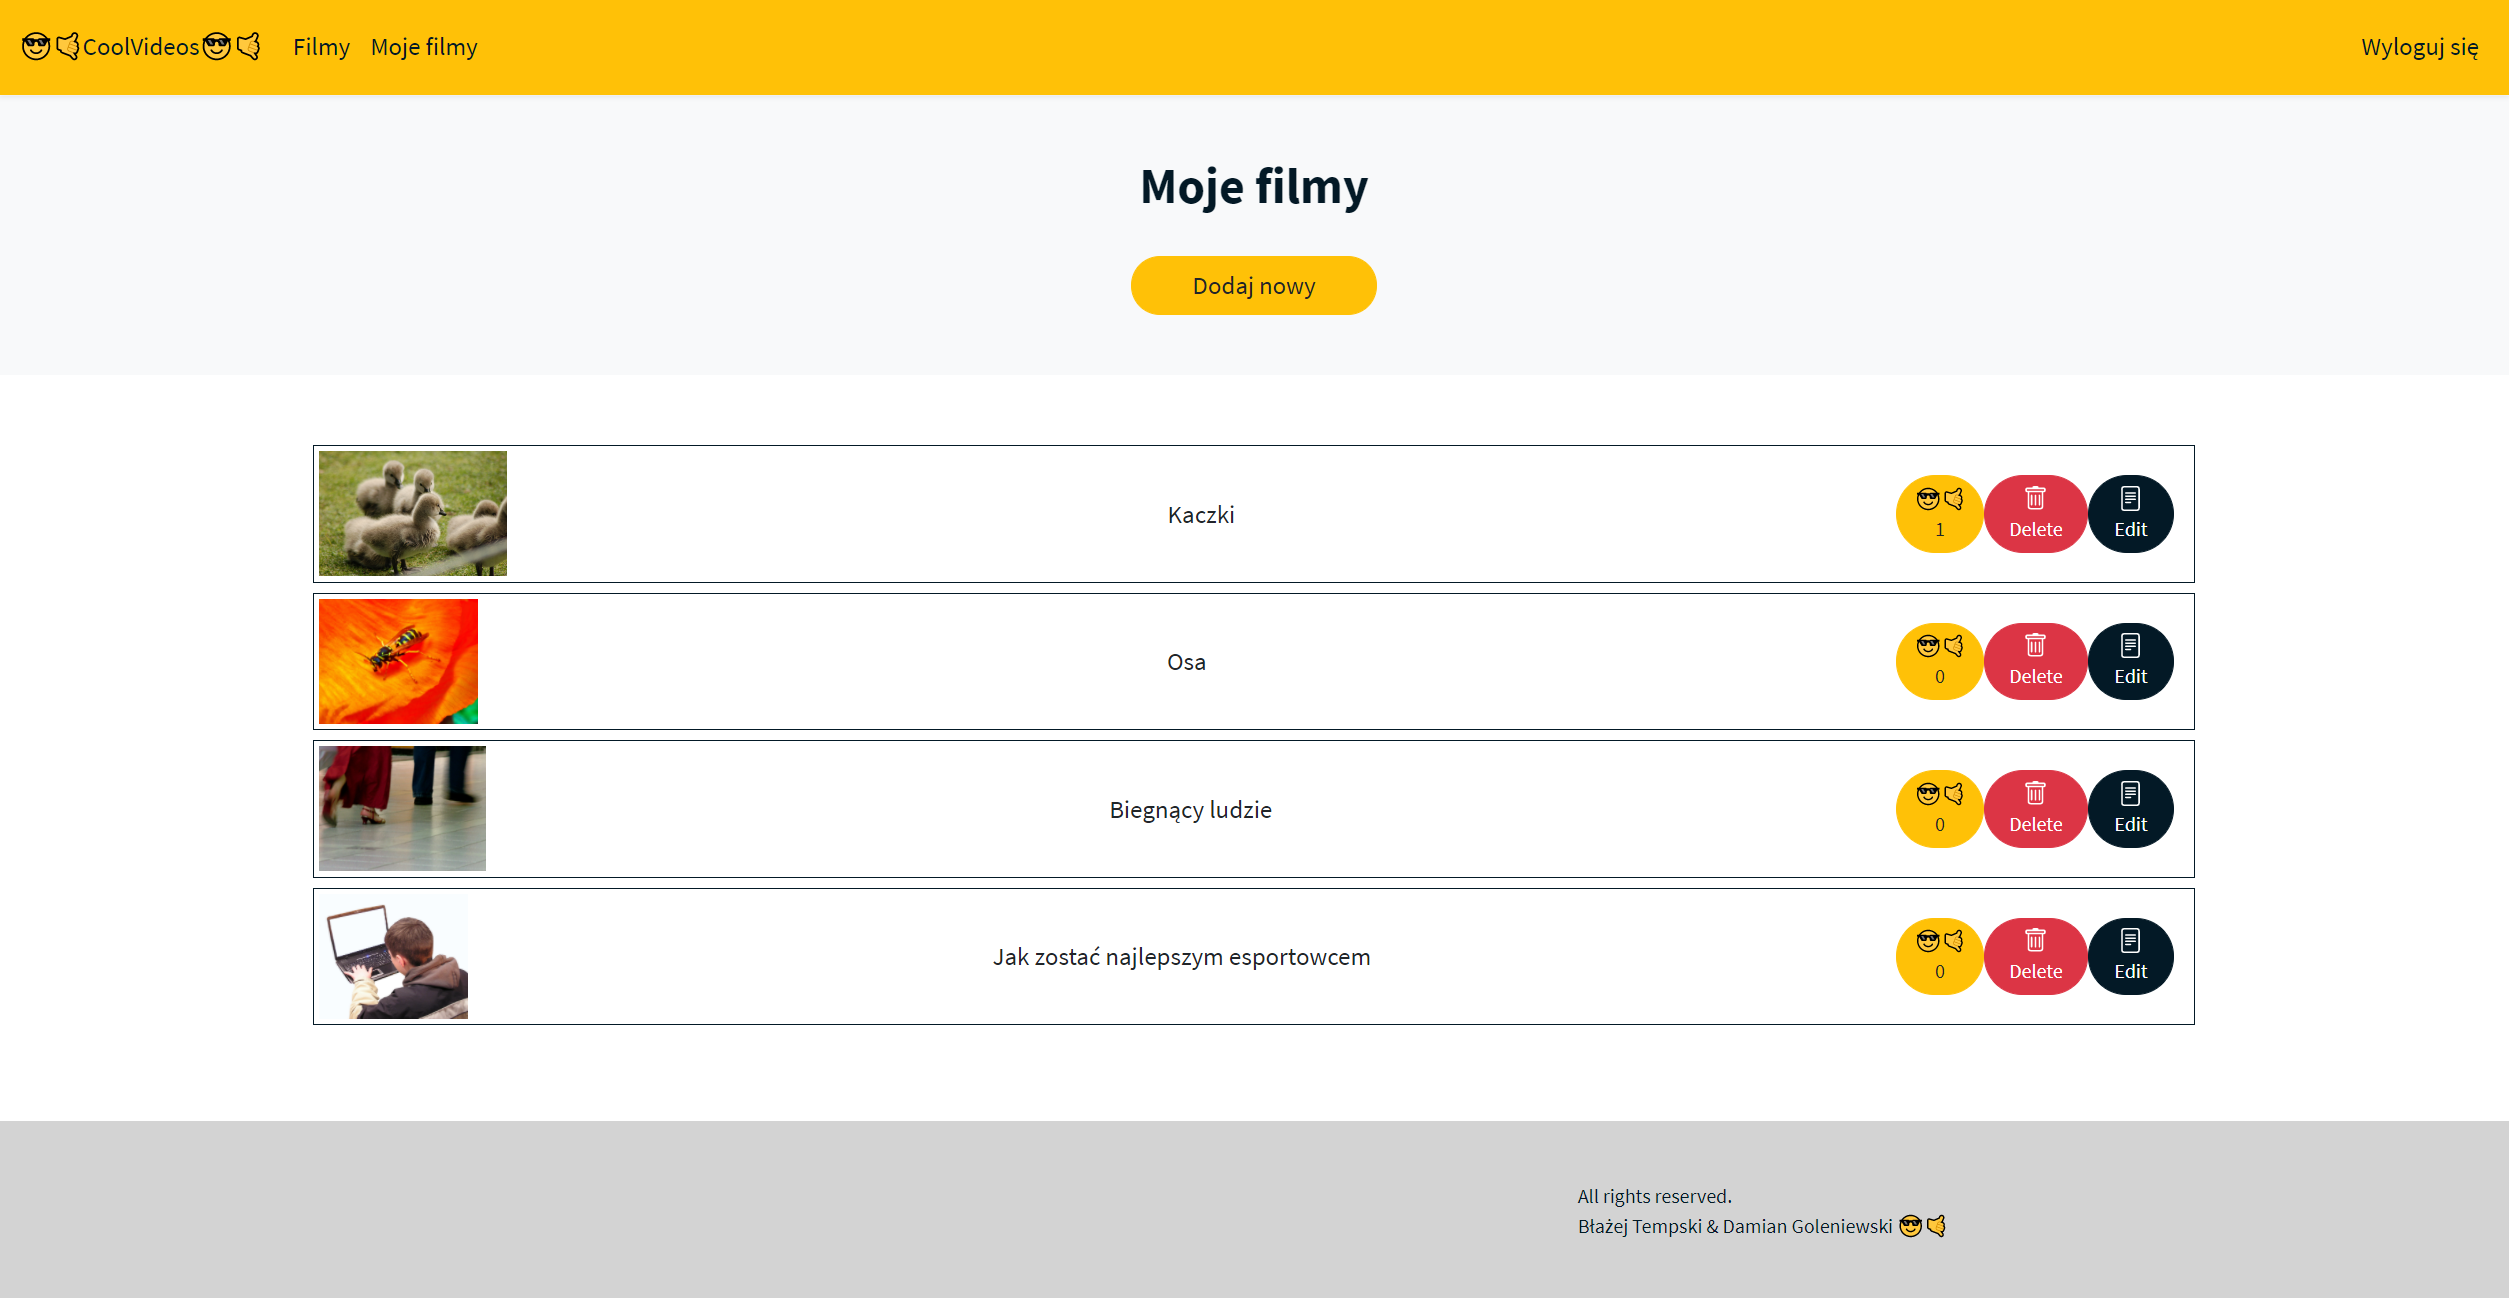 😎🤙CoolVideos😎🤙 Filmy Moje filmy Wyloguj się
Moje filmy
Dodaj nowy
Kaczki
😎🤙
1
Delete
Edit
Osa
😎🤙
0
Delete
Edit
Biegnący ludzie
😎🤙
0
Delete
Edit
Jak zostać najlepszym esportowcem
😎🤙
0
Delete
Edit
All rights reserved.
Błażej Tempski & Damian Goleniewski 😎🤙